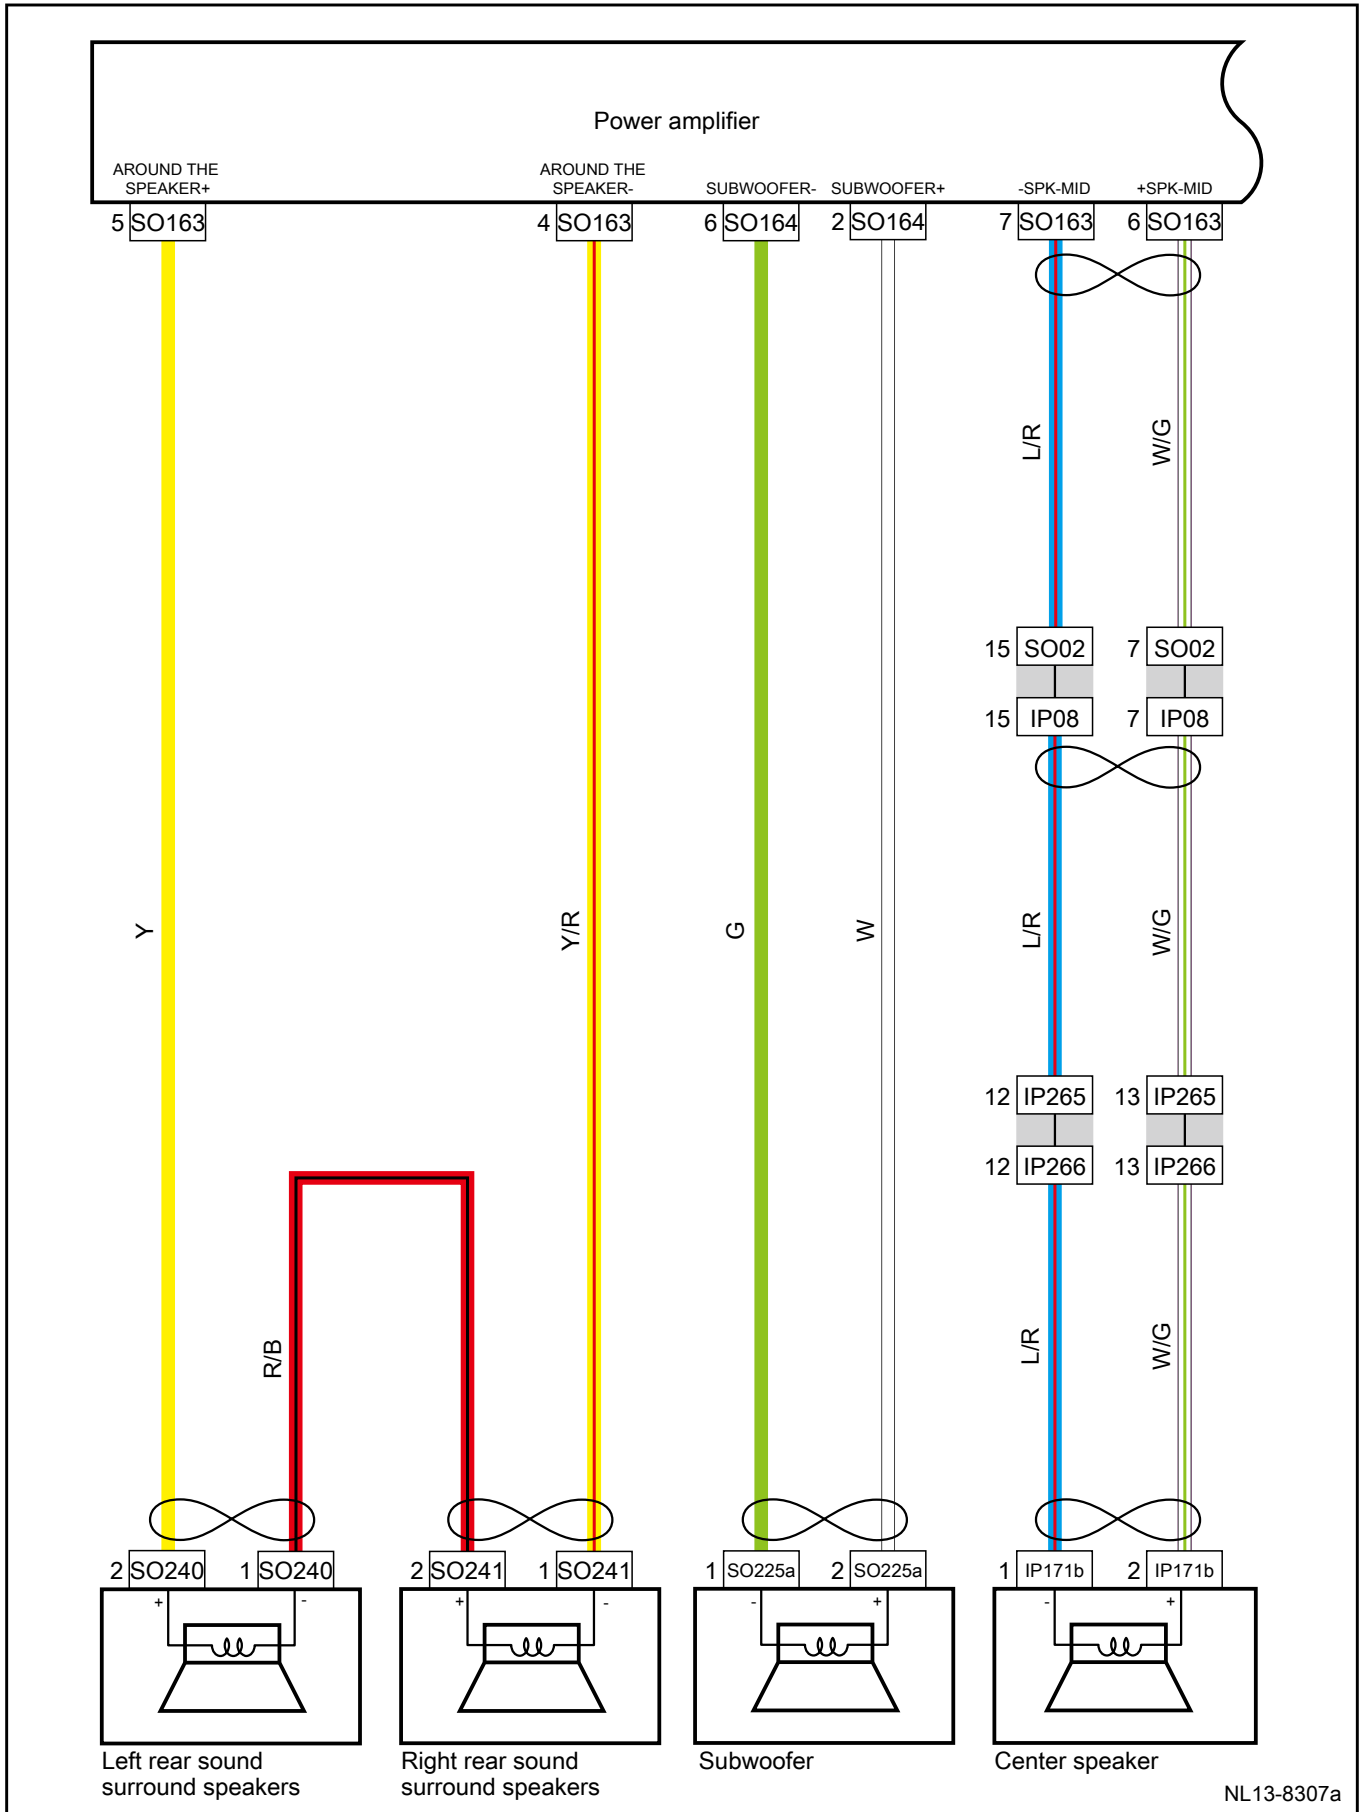 Power amplifier
AROUND THE
SPEAKER+
AROUND THE
SPEAKER-
SUBWOOFER-
SUBWOOFER+
-SPK-MID
+SPK-MID
5 SO163
4 SO163
6 SO164
2 SO164
7 SO163
6 SO163
L/R
W/G
15 SO02
7 SO02
15 IP08
7 IP08
Y
Y/R
G
W
L/R
W/G
12 IP265
13 IP265
12 IP266
13 IP266
R/B
L/R
W/G
2 SO240
1 SO240
2 SO241
1 SO241
1 SO225a
2 SO225a
1 IP171b
2 IP171b
+ -
+ -
- +
- +
Left rear sound
surround speakers
Right rear sound
surround speakers
Subwoofer
Center speaker
NL13-8307a